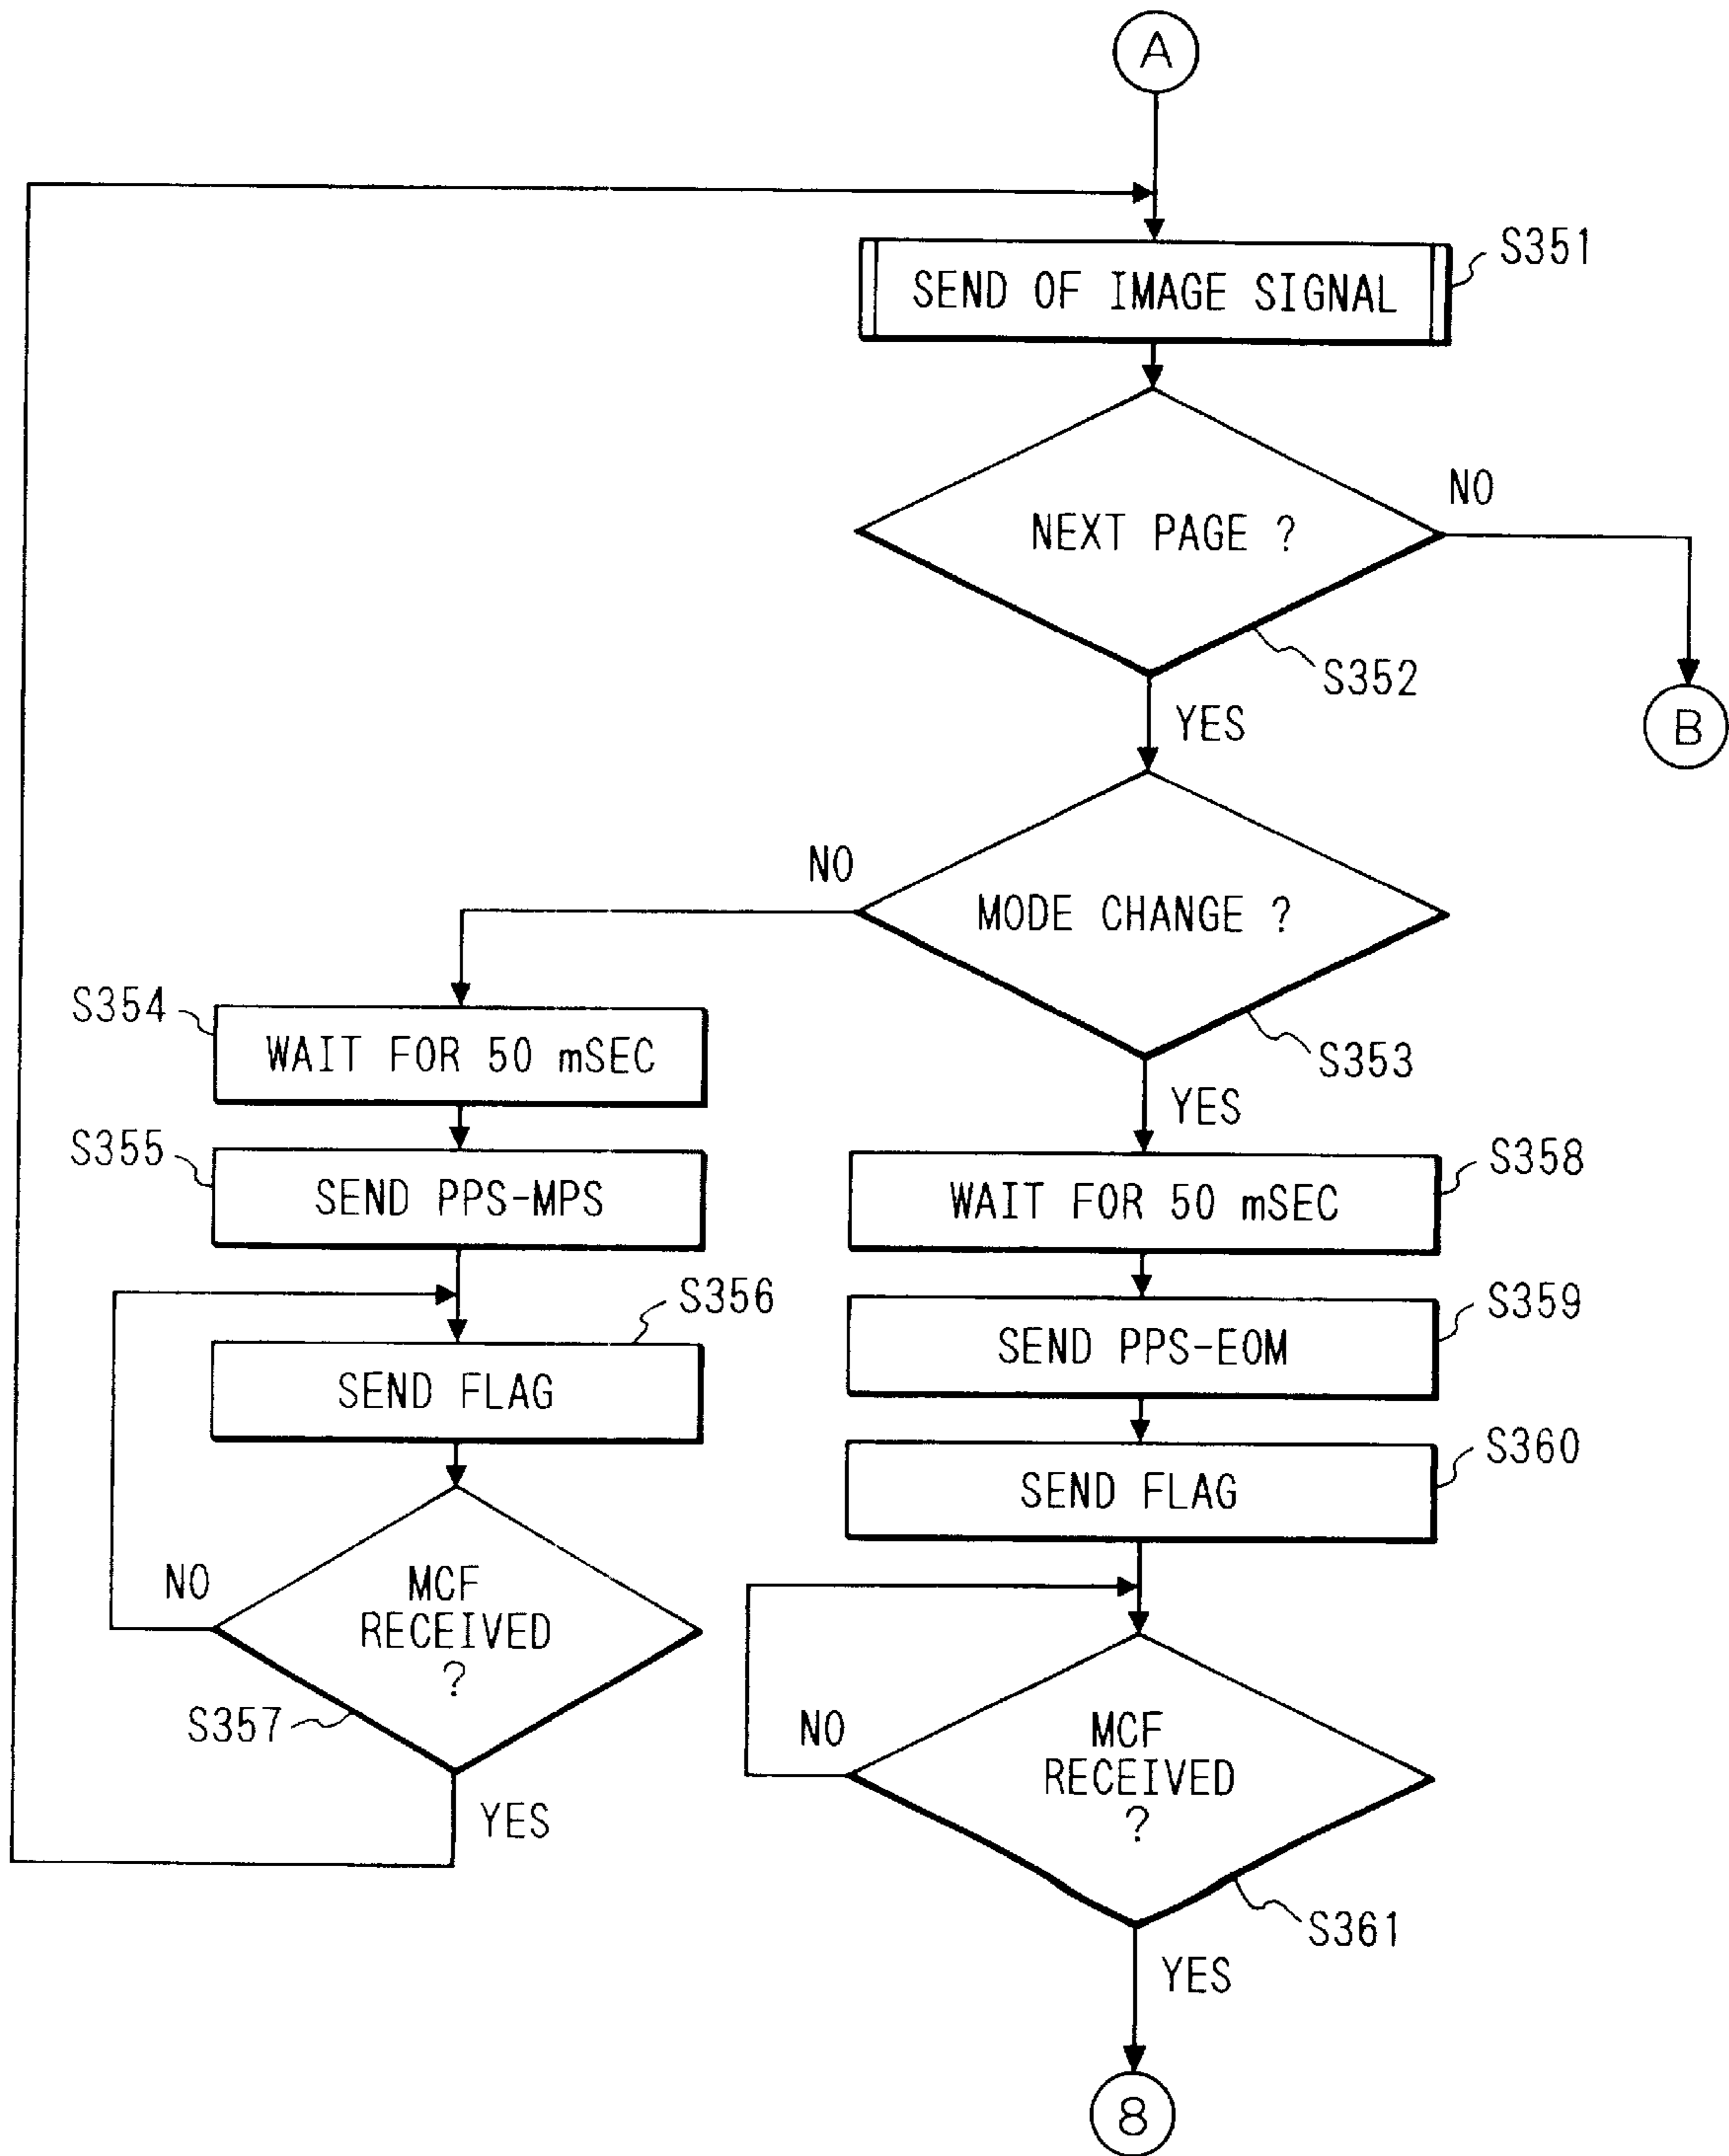 A
S351
SEND OF IMAGE SIGNAL
NO
NEXT PAGE ?
S352
B
YES
NO
MODE CHANGE ?
S353
YES
S354
WAIT FOR 50 mSEC
S355
SEND PPS-MPS
S356
SEND FLAG
NO
MCF
RECEIVED
?
S357
YES
S358
WAIT FOR 50 mSEC
S359
SEND PPS-EOM
S360
SEND FLAG
NO
MCF
RECEIVED
?
S361
YES
8